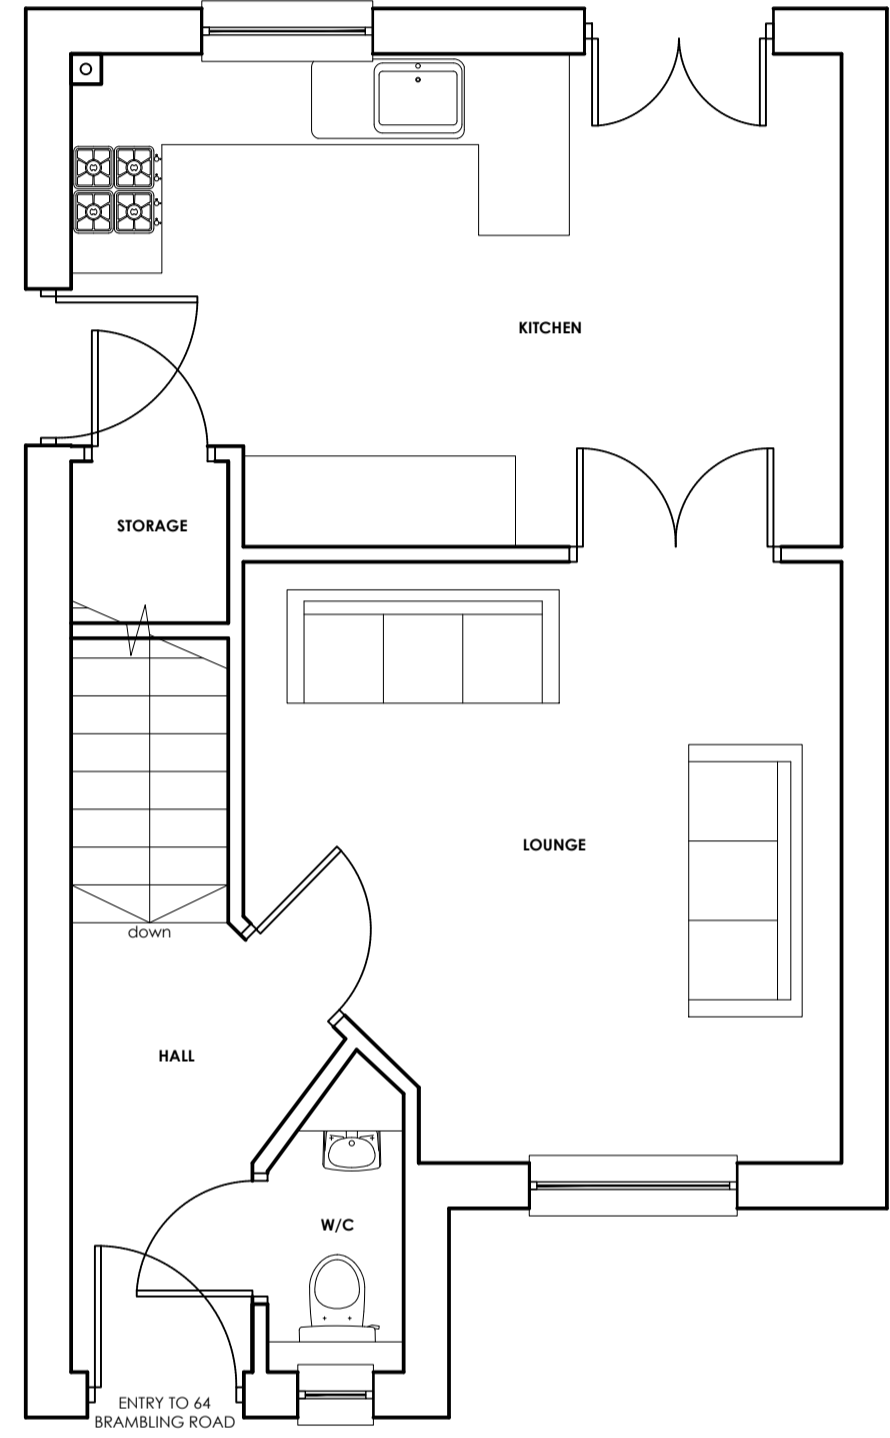 KITCHEN
STORAGE
LOUNGE
down
HALL
W/C
ENTRY TO 64
BRAMBLING ROAD